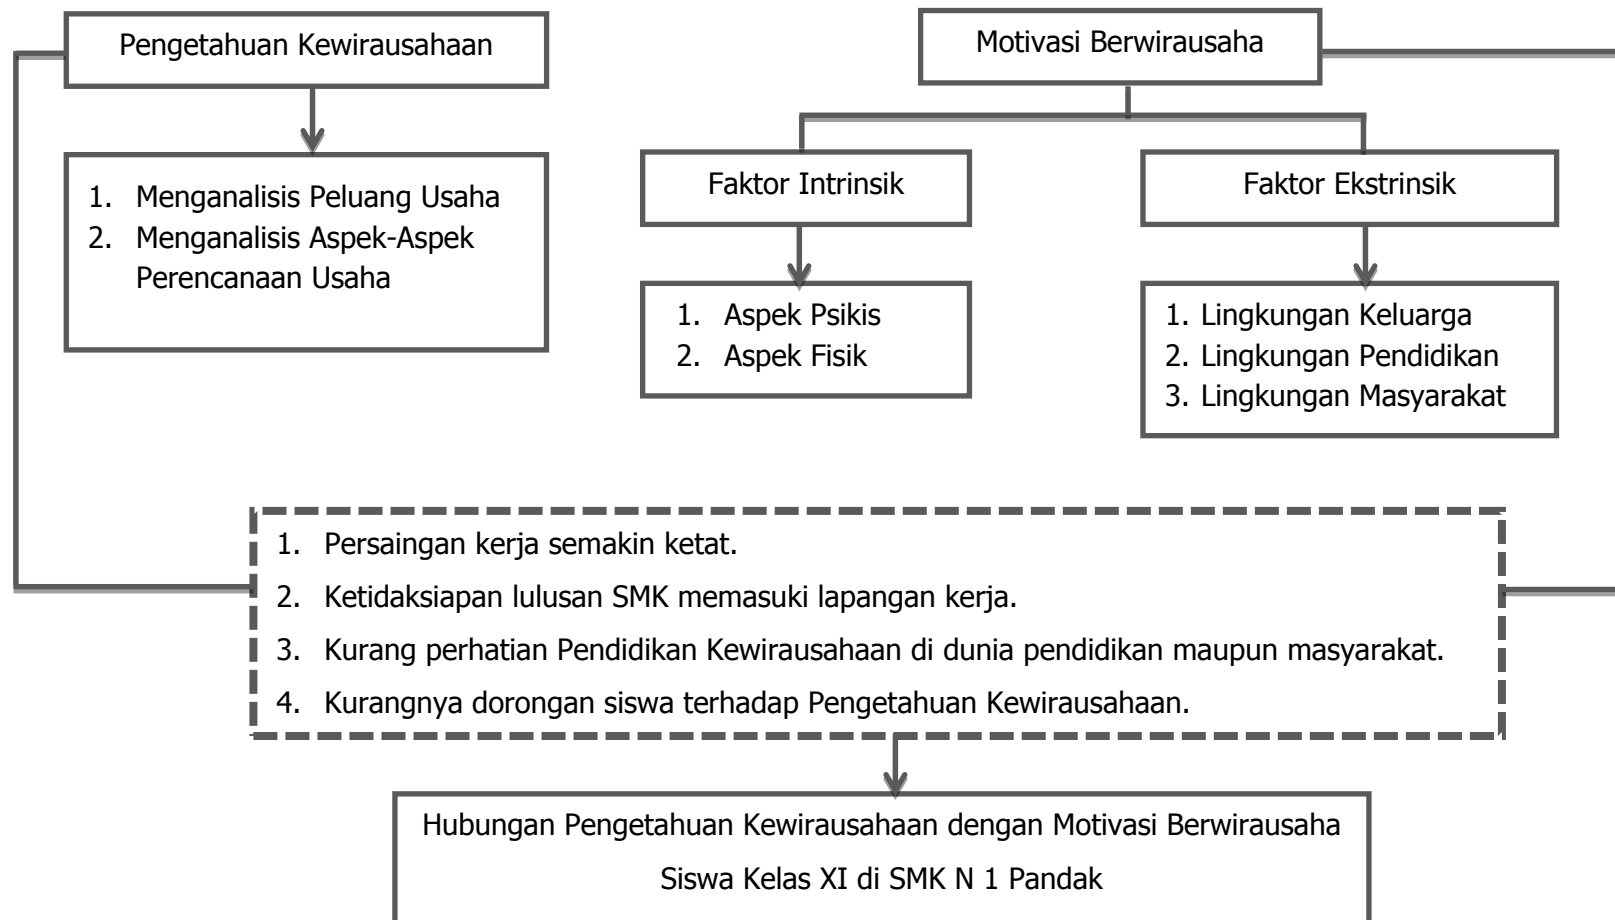 Pengetahuan Kewirausahaan
Motivasi Berwirausaha
1. Menganalisis Peluang Usaha
2. Menganalisis Aspek-Aspek
Perencanaan Usaha
Faktor Intrinsik
Faktor Ekstrinsik
1. Aspek Psikis
2. Aspek Fisik
1. Lingkungan Keluarga
2. Lingkungan Pendidikan
3. Lingkungan Masyarakat
1. Persaingan kerja semakin ketat.
2. Ketidaksiapan lulusan SMK memasuki lapangan kerja.
3. Kurang perhatian Pendidikan Kewirausahaan di dunia pendidikan maupun masyarakat.
4. Kurangnya dorongan siswa terhadap Pengetahuan Kewirausahaan.
Hubungan Pengetahuan Kewirausahaan dengan Motivasi Berwirausaha
Siswa Kelas XI di SMK N 1 Pandak